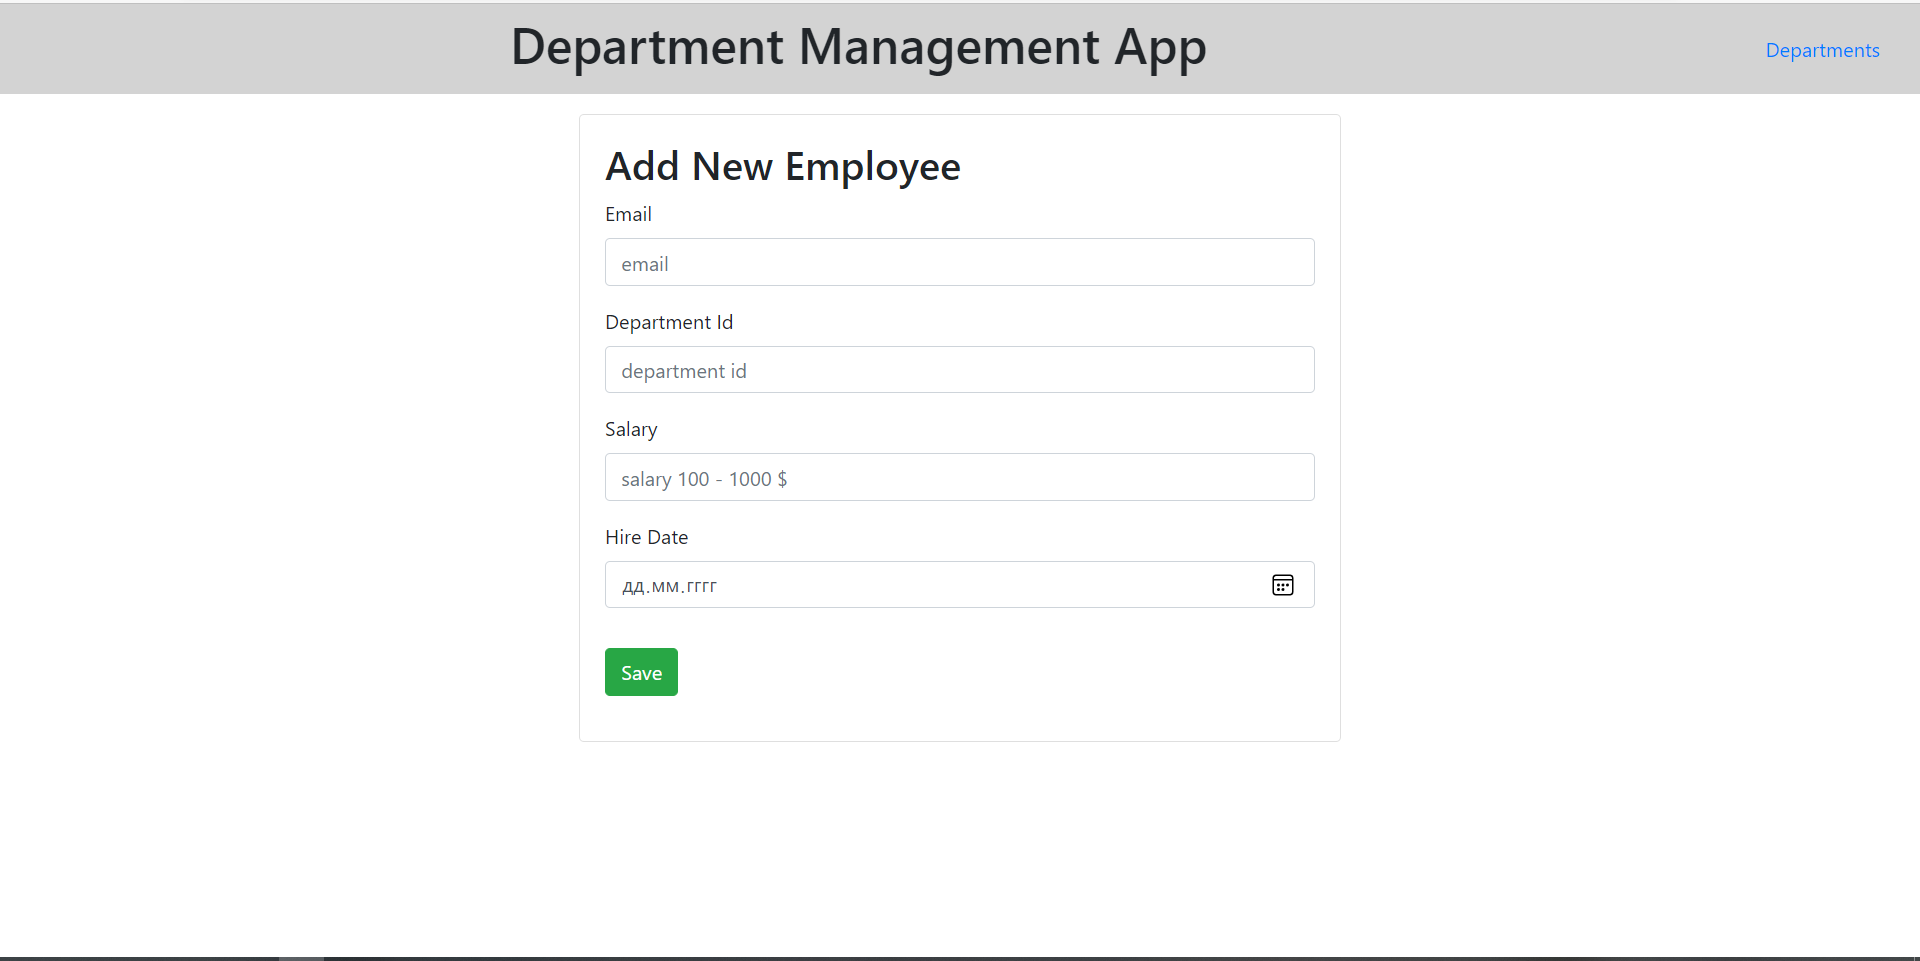 Department Management App
Departments
Add New Employee
Email
email
Department Id
department id
Salary
salary 100 - 1000 $
Hire Date
дд.мм.гггг
Save